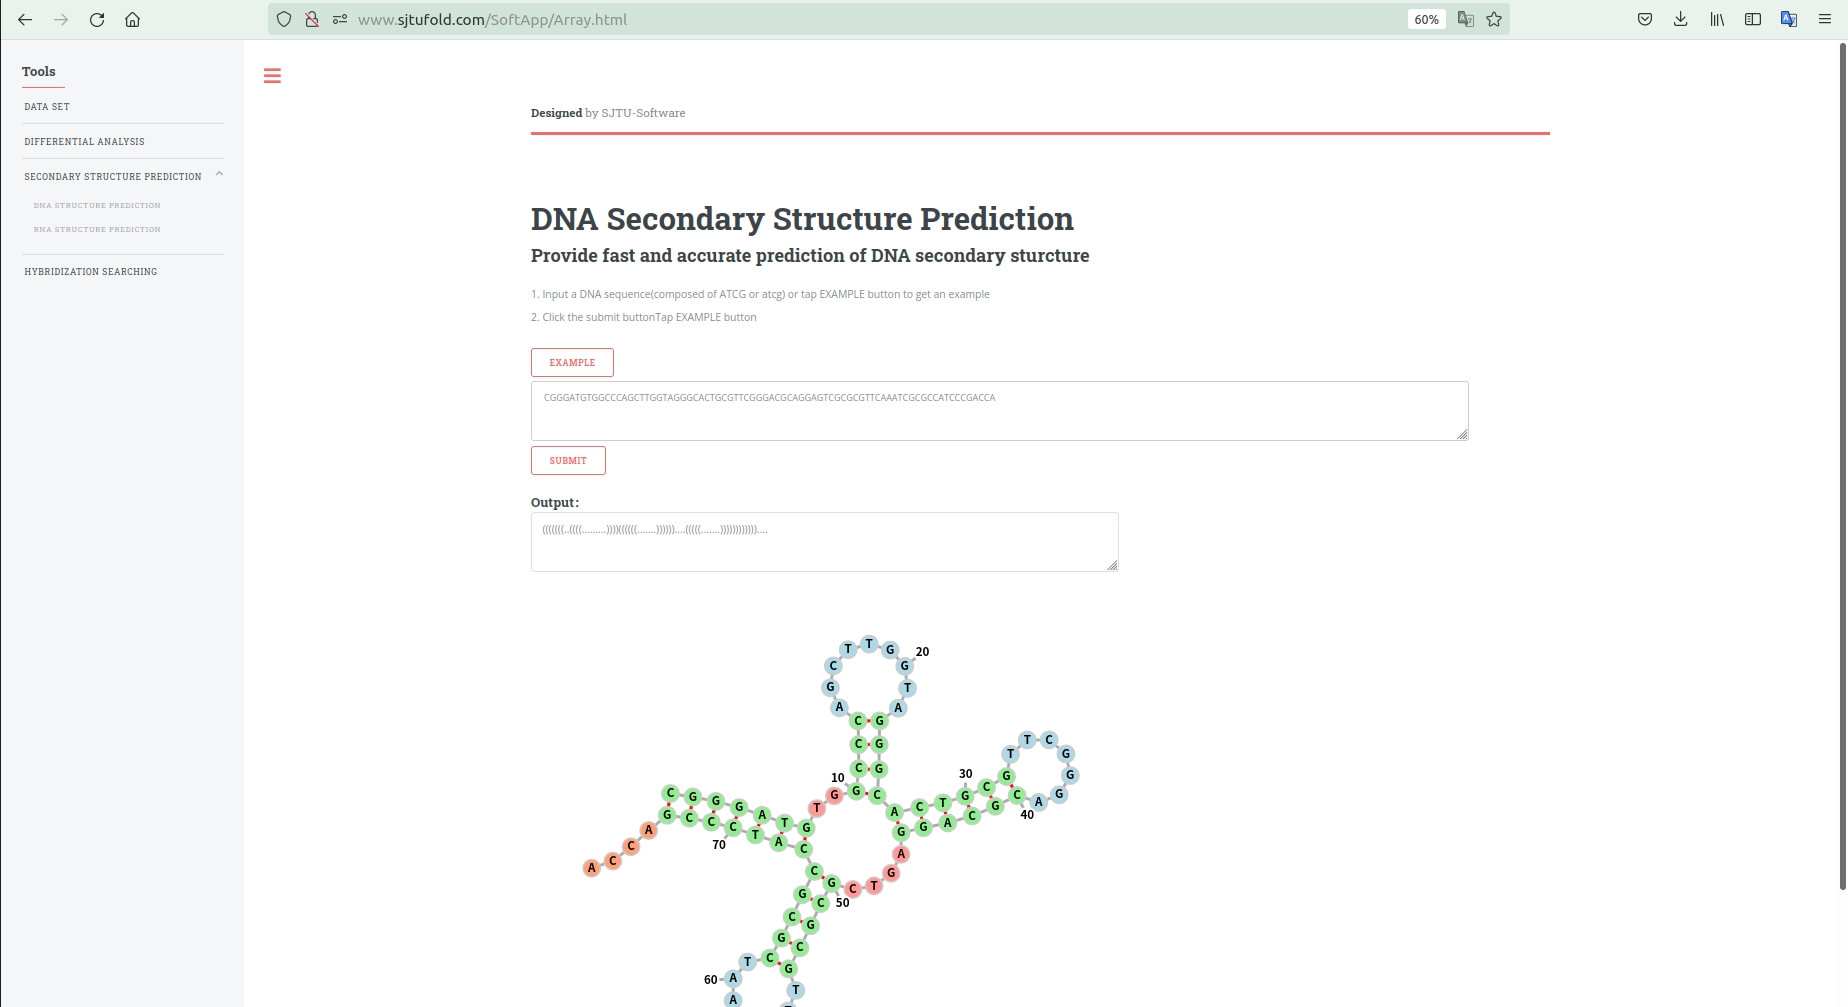 www.sjtufold.com/SoftApp/Array.html
60%
Tools
DATA SET
DIFFERENTIAL ANALYSIS
SECONDARY STRUCTURE PREDICTION
DNA STRUCTURE PREDICTION
RNA STRUCTURE PREDICTION
HYBRIDIZATION SEARCHING
Designed by SJTU-Software
DNA Secondary Structure Prediction
Provide fast and accurate prediction of DNA secondary sturcture
1. Input a DNA sequence(composed of ATCG or atcg) or tap EXAMPLE button to get an example
2. Click the submit buttonTap EXAMPLE button
EXAMPLE
CGGGATGTGGCCCAGCTTGGTAGGGCACTGCGTTCGGGACGCAGGAGTCGCGCGTTCAAATCGCGCCATCCCGACCA
SUBMIT
Output:
(((((((..((((.........))))((((((.......))))))....(((((.......))))))))))))....
T T G 20
C G
G T
A A
C G
C G
T C
30 T G
10 C G G C G G
C G G G A T G T G G C A C T G C A G
G C C C T A C A G G A C G 40
70 A
A C C A
C G C T G
G C 50
C G
G C
T C G
60 A T
A